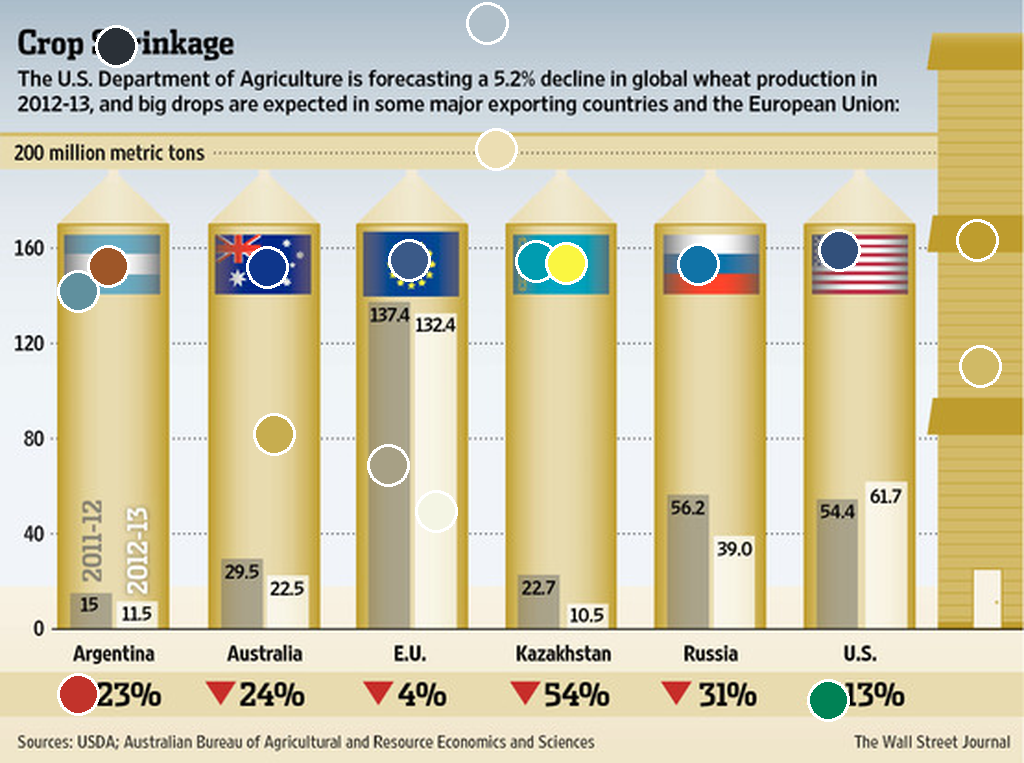 Crop Shrinkage
The U.S. Department of Agriculture is forecasting a 5.2% decline in global wheat production in
2012-13, and big drops are expected in some major exporting countries and the European Union:
200 million metric tons
160
120
80
40
0
2011-12
2012-13
15
11.5
29.5
22.5
137.4
132.4
22.7
10.5
56.2
39.0
54.4
61.7
Argentina Australia E.U. Kazakhstan Russia U.S.
23% 24% 4% 54% 31% 13%
Sources: USDA; Australian Bureau of Agricultural and Resource Economics and Sciences
The Wall Street Journal